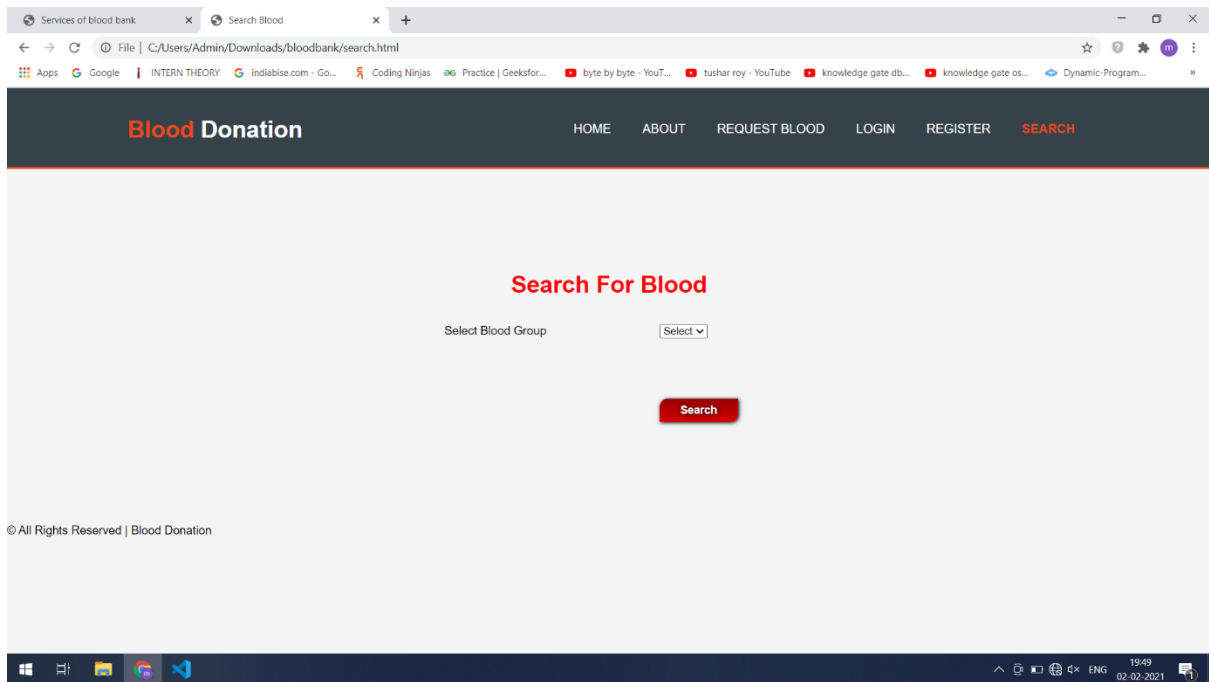 Services of blood bank
Search Blood
File | C:/Users/Admin/Downloads/bloodbank/search.html
m
Apps Google INTERN THEORY indiabise.com - Go... Coding Ninjas Practice | Geeksfor... byte by byte - YouT... tushar roy - YouTube knowledge gate db... knowledge gate os... Dynamic-Program... »
Blood Donation HOME ABOUT REQUEST BLOOD LOGIN REGISTER SEARCH
Search For Blood
Select Blood Group Select
Search
© All Rights Reserved | Blood Donation
ENG 19:49
02-02-2021
1